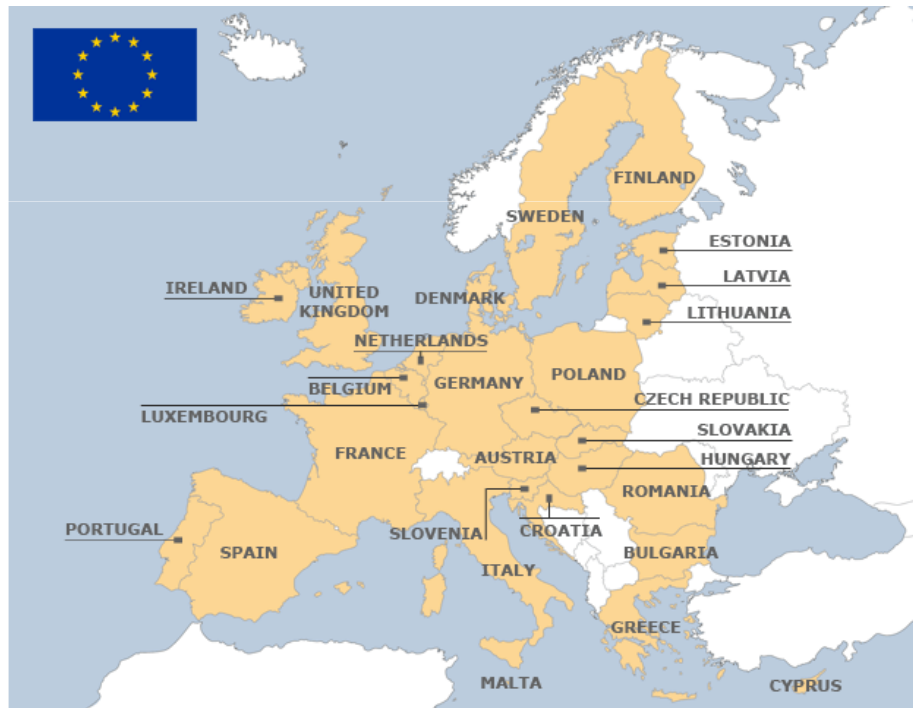 FINLAND
SWEDEN
ESTONIA
LATVIA
LITHUANIA
IRELAND
UNITED
KINGDOM
DENMARK
NETHERLANDS
BELGIUM
GERMANY
POLAND
LUXEMBOURG
CZECH REPUBLIC
SLOVAKIA
FRANCE
AUSTRIA
HUNGARY
ROMANIA
PORTUGAL
SLOVENIA
CROATIA
SPAIN
BULGARIA
ITALY
GREECE
MALTA
CYPRUS